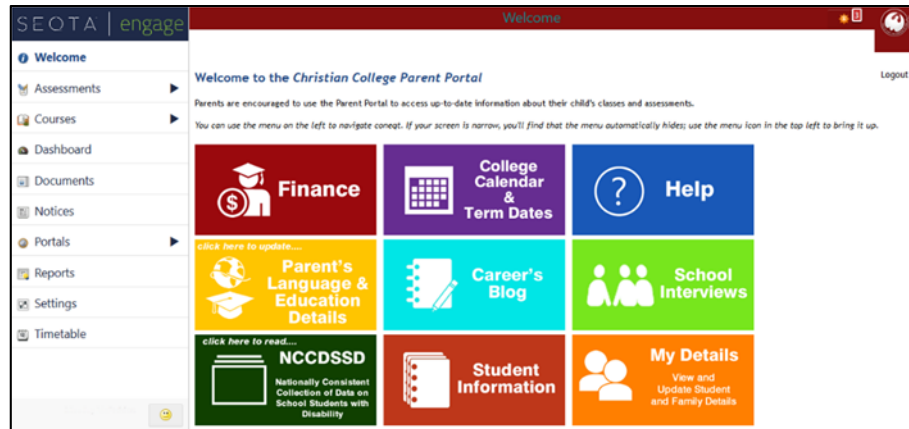 SEOTA | engage
Welcome
Welcome
Assessments
Courses
Dashboard
Documents
Notices
Portals
Reports
Settings
Timetable
Logout
Welcome to the Christian College Parent Portal
Parents are encouraged to use the Parent Portal to access up-to-date information about their child's classes and assessments.
You can use the menu on the left to navigate coneqt. If your screen is narrow, you'll find that the menu automatically hides; use the menu icon in the top left to bring it up.
Finance
College
Calendar
&
Term Dates
Help
click here to update....
Parent's
Language &
Education
Details
Career's
Blog
School
Interviews
click here to read....
NCCDSSD
Nationally Consistent
Collection of Data on
School Students with
Disability
Student
Information
My Details
View and
Update Student
and Family Details